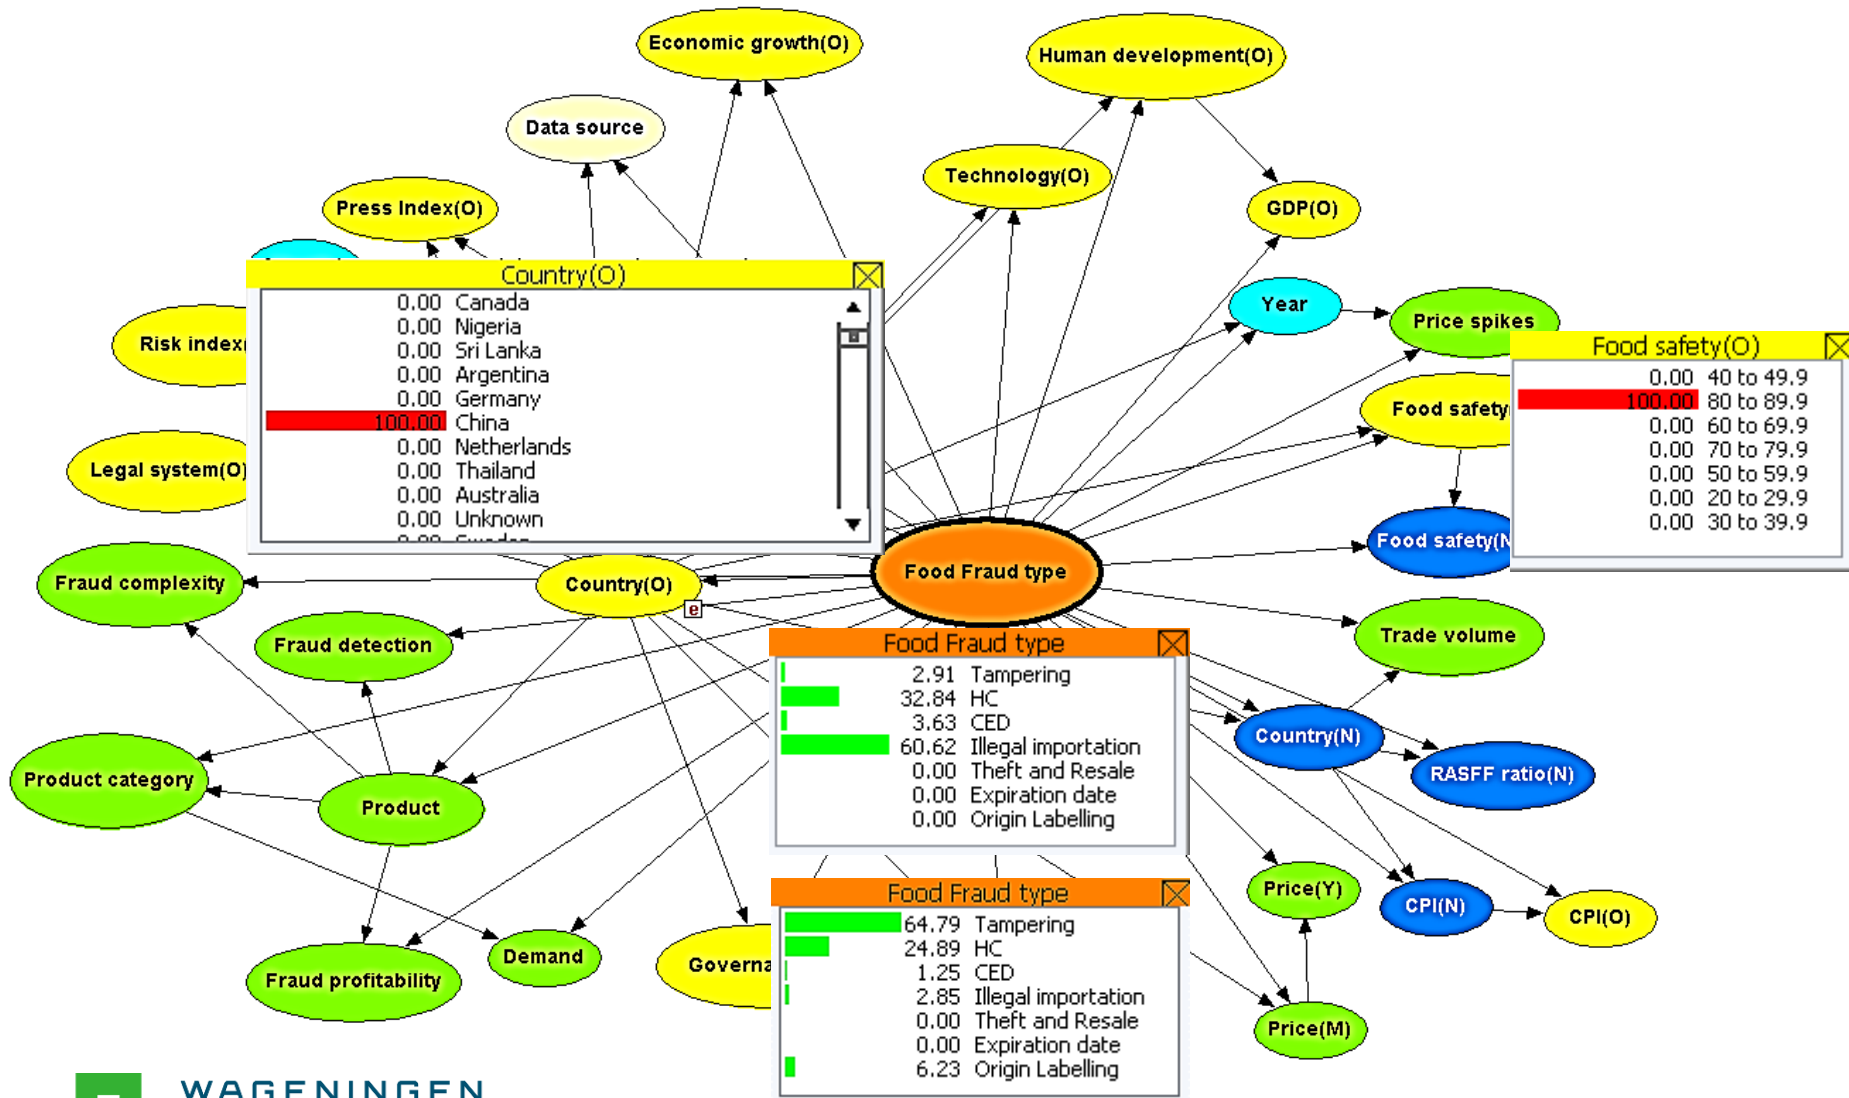 Economic growth(O)
Human development(O)
Data source
Technology(O)
Press Index(O)
GDP(O)
Country(O)
0.00 Canada
0.00 Nigeria
0.00 Sri Lanka
0.00 Argentina
0.00 Germany
100.00 China
0.00 Netherlands
0.00 Thailand
0.00 Australia
0.00 Unknown
Year
Price spikes
Risk index(
Food safety(O)
0.00 40 to 49.9
100.00 80 to 89.9
0.00 60 to 69.9
0.00 70 to 79.9
0.00 50 to 59.9
0.00 20 to 29.9
0.00 30 to 39.9
Food safety
Legal system(O)
Food safety(N
Fraud complexity
Country(O)
e
Food Fraud type
Fraud detection
Trade volume
Food Fraud type
2.91 Tampering
32.84 HC
3.63 CED
60.62 Illegal importation
0.00 Theft and Resale
0.00 Expiration date
0.00 Origin Labelling
Country(N)
RASFF ratio(N)
Product category
Product
Food Fraud type
64.79 Tampering
24.89 HC
1.25 CED
2.85 Illegal importation
0.00 Theft and Resale
0.00 Expiration date
6.23 Origin Labelling
Price(Y)
CPI(N)
CPI(O)
Fraud profitability
Demand
Governa
Price(M)
WAGENINGEN